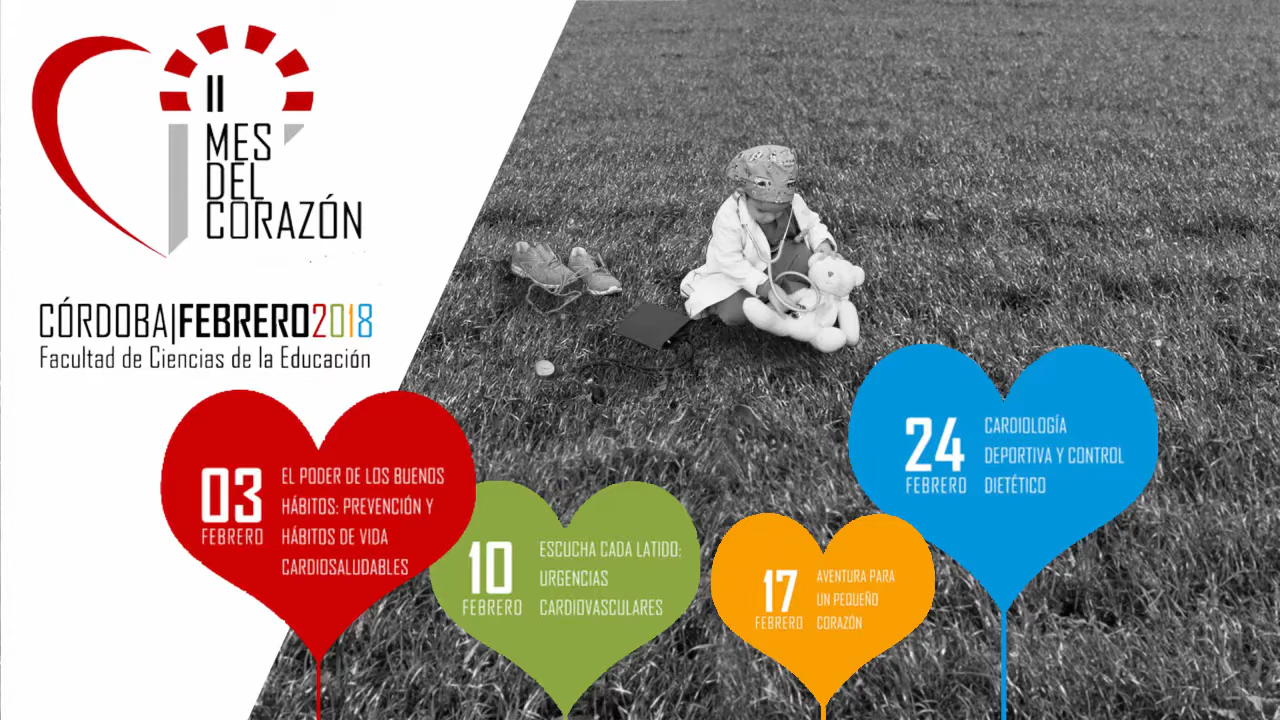 II
MES
DEL
CORAZÓN
CÓRDOBA|FEBRERO2018
Facultad de Ciencias de la Educación
03
FEBRERO
EL PODER DE LOS BUENOS
HÁBITOS: PREVENCIÓN Y
HÁBITOS DE VIDA
CARDIOSALUDABLES
10
FEBRERO
ESCUCHA CADA LATIDO:
URGENCIAS
CARDIOVASCULARES
17
FEBRERO
AVENTURA PARA
UN PEQUEÑO
CORAZÓN
24
FEBRERO
CARDIOLOGÍA
DEPORTIVA Y CONTROL
DIETÉTICO